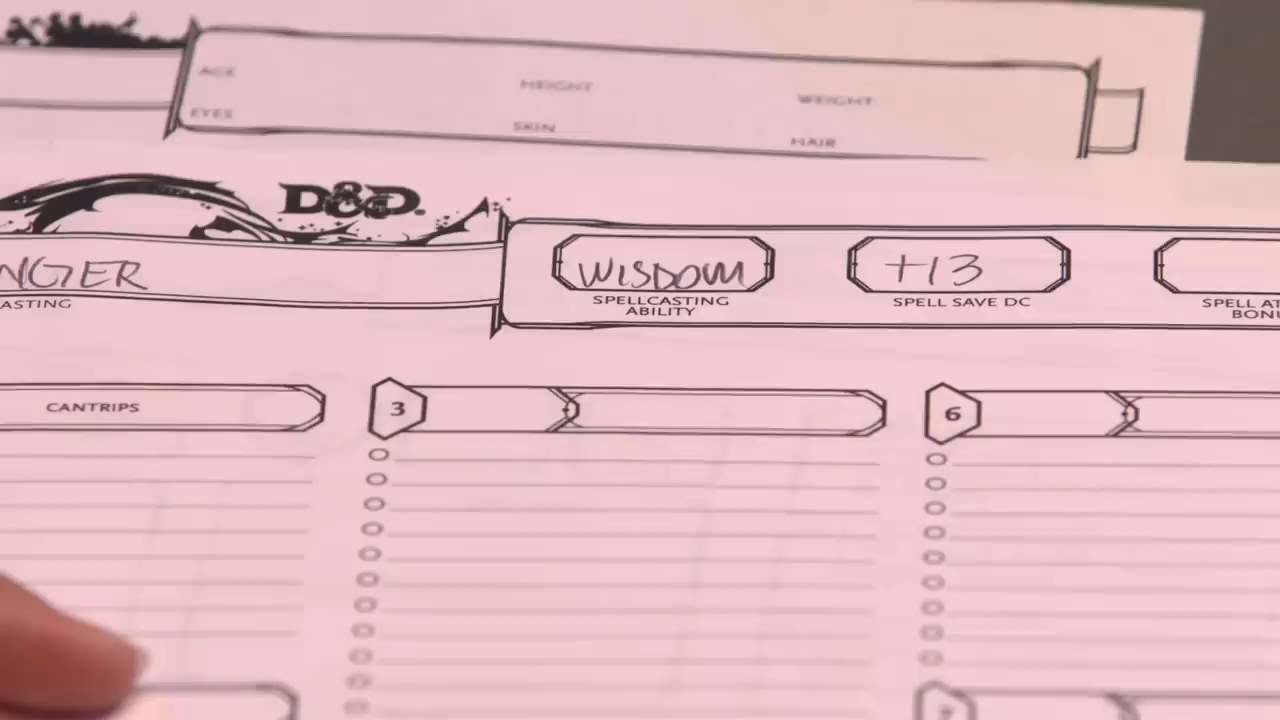 AGE HEIGHT WEIGHT
EYES SKIN HAIR
D&D
NGER WISDOM +13
ASTING SPELLCASTING ABILITY SPELL SAVE DC SPELL AT
BONU
CANTRIPS 3 6
7